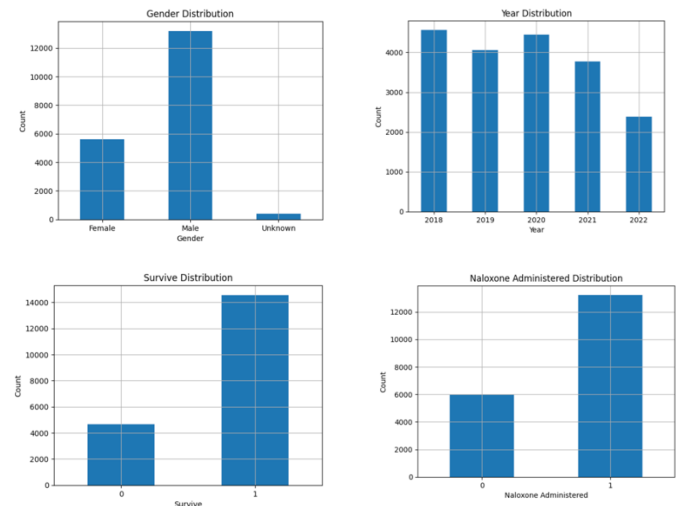 Gender Distribution
12000
10000
8000
6000
4000
2000
0
Count
Female Male Unknown
Gender
Year Distribution
4000
3000
2000
1000
0
Count
2018 2019 2020 2021 2022
Year
Survive Distribution
14000
12000
10000
8000
6000
4000
2000
0
Count
0 1
Survive
Naloxone Administered Distribution
12000
10000
8000
6000
4000
2000
0
Count
0 1
Naloxone Administered